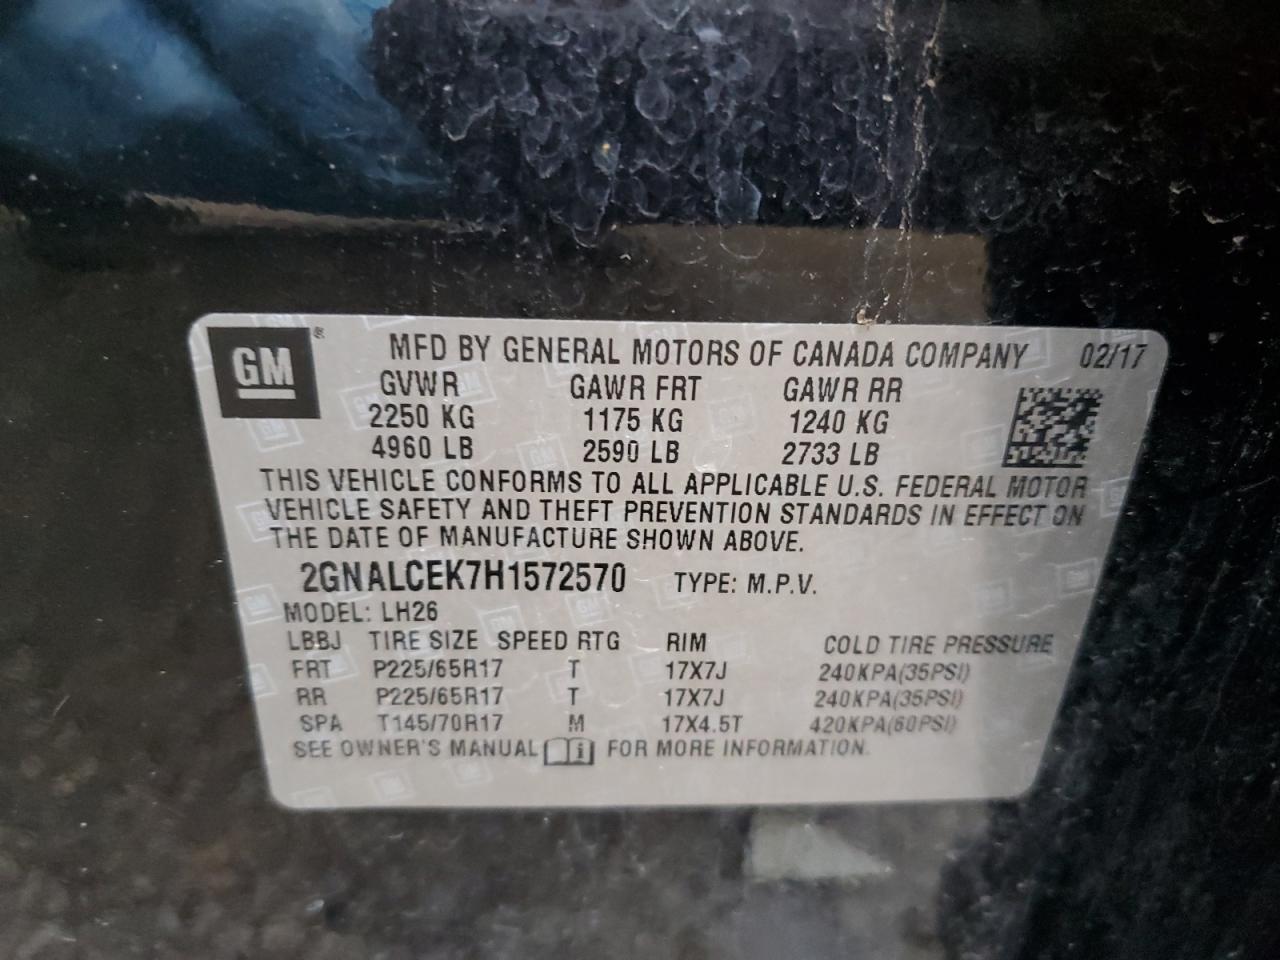 GM ® MFD BY GENERAL MOTORS OF CANADA COMPANY 02/17
GVWR GAWR FRT GAWR RR
2250 KG 1175 KG 1240 KG
4960 LB 2590 LB 2733 LB
THIS VEHICLE CONFORMS TO ALL APPLICABLE U.S. FEDERAL MOTOR
VEHICLE SAFETY AND THEFT PREVENTION STANDARDS IN EFFECT ON
THE DATE OF MANUFACTURE SHOWN ABOVE.
2GNALCEK7H1572570 TYPE: M.P.V.
MODEL: LH26
LBBJ TIRE SIZE SPEED RTG RIM COLD TIRE PRESSURE
FRT P225/65R17 T 17X7J 240KPA(35PSI)
RR P225/65R17 T 17X7J 240KPA(35PSI)
SPA T145/70R17 M 17X4.5T 420KPA(60PSI)
SEE OWNER'S MANUAL i FOR MORE INFORMATION.